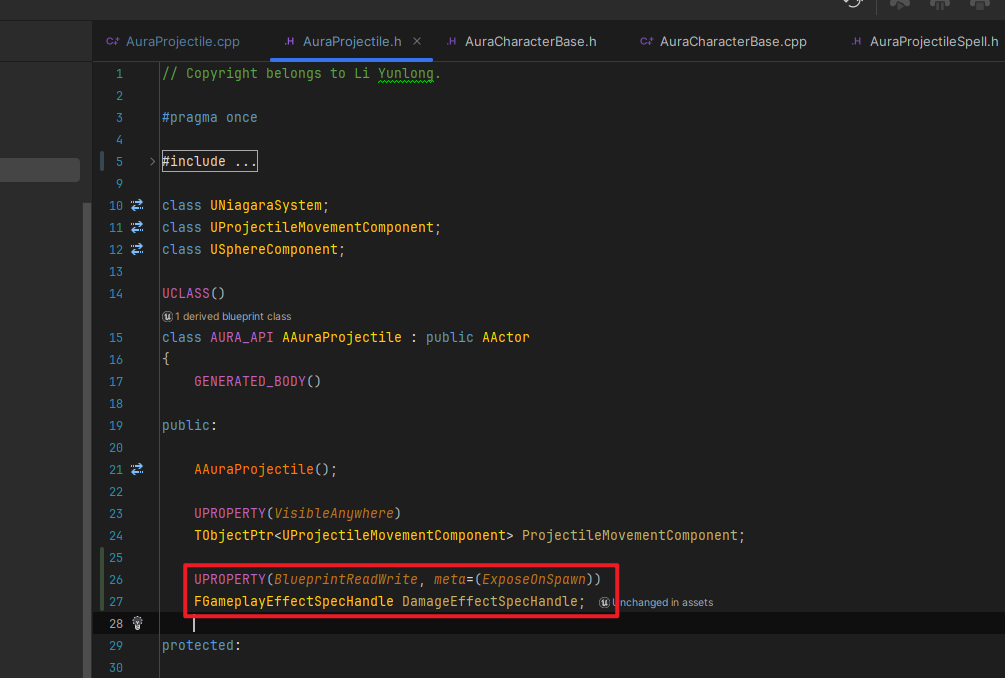 AuraProjectile.cpp
AuraProjectile.h
AuraCharacterBase.h
AuraCharacterBase.cpp
AuraProjectileSpell.h
1 // Copyright belongs to Li Yunlong.
2
3 #pragma once
4
5 #include ...
9
10 class UNiagaraSystem;
11 class UProjectileMovementComponent;
12 class USphereComponent;
13
14 UCLASS()
1 derived blueprint class
15 class AURA_API AAuraProjectile : public AActor
16 {
17 GENERATED_BODY()
18
19 public:
20
21 AAuraProjectile();
22
23 UPROPERTY(VisibleAnywhere)
24 TObjectPtr<UProjectileMovementComponent> ProjectileMovementComponent;
25
26 UPROPERTY(BlueprintReadWrite, meta=(ExposeOnSpawn))
27 FGameplayEffectSpecHandle DamageEffectSpecHandle; Unchanged in assets
28
29 protected:
30